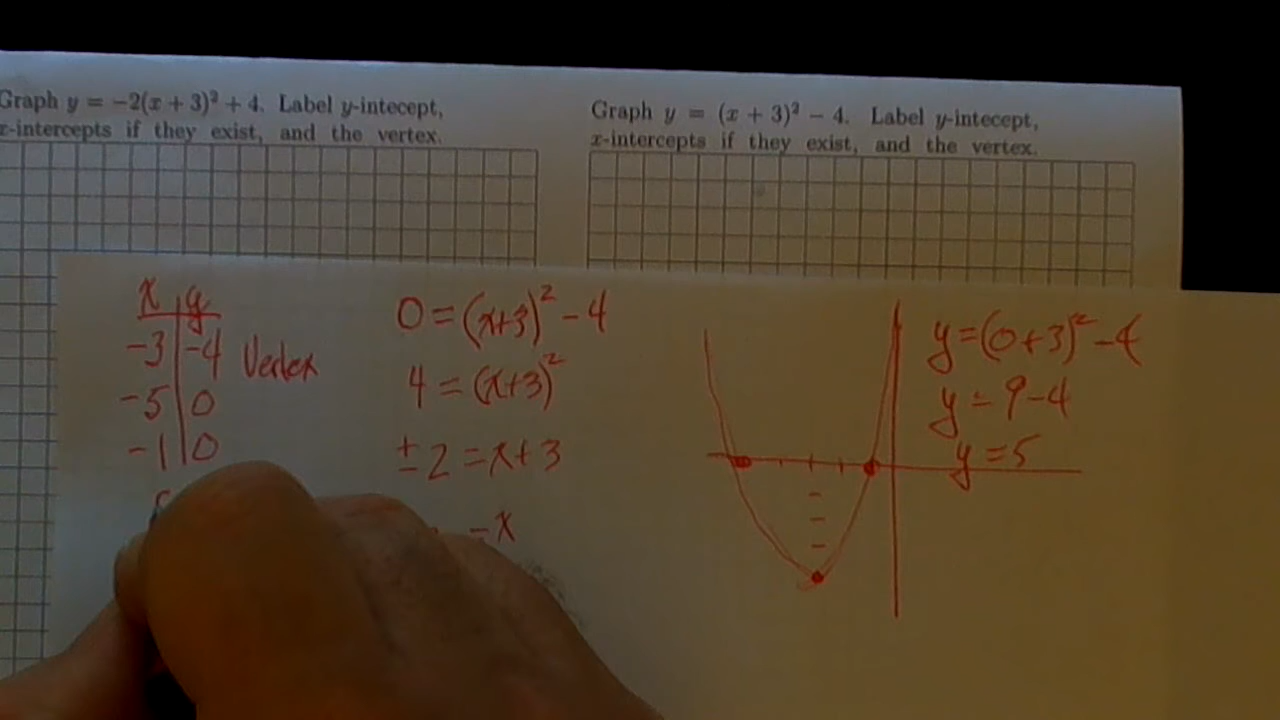 Graph y = −2(x + 3)² + 4. Label y-intecept,
x-intercepts if they exist, and the vertex.
Graph y = (x + 3)² − 4. Label y-intecept,
x-intercepts if they exist, and the vertex.
x y
-3 -4 Vertex
-5 0
-1 0
0=(x+3)²-4
4=(x+3)²
±2=x+3
-x
y=(0+3)²-4
y=9-4
y=5